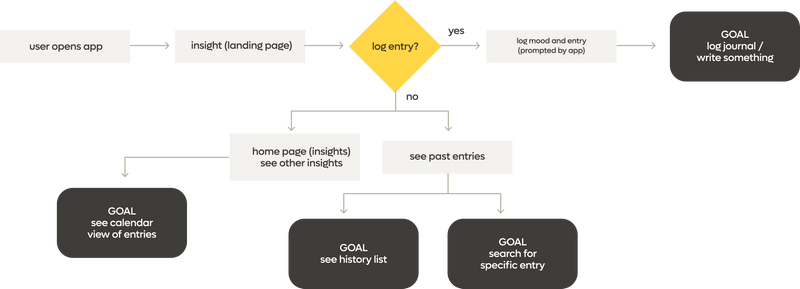 user opens app
insight (landing page)
log entry?
yes
log mood and entry
(prompted by app)
GOAL
log journal /
write something
no
home page (insights)
see other insights
see past entries
GOAL
see calendar
view of entries
GOAL
see history list
GOAL
search for
specific entry